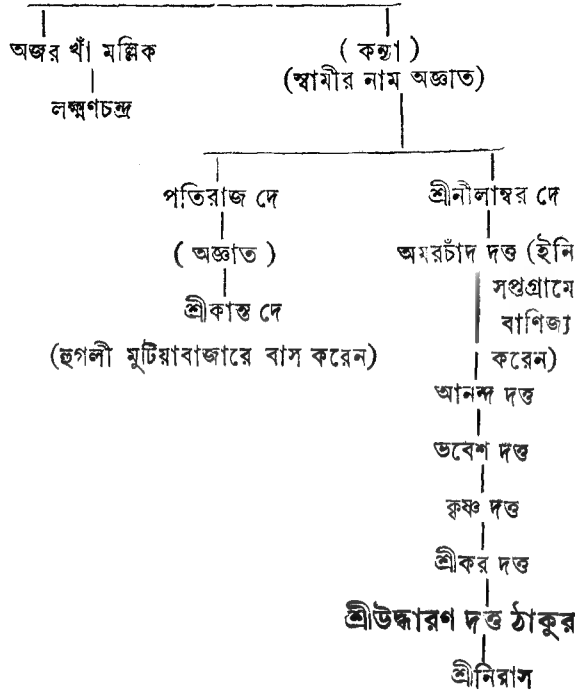 অজর খাঁ মল্লিক
লক্ষ্মণচন্দ্র
( কন্যা )
(স্বামীর নাম অজ্ঞাত)
পতিরাজ দে
( অজ্ঞাত )
শ্রীকান্ত দে
(হুগলী মুটিয়াবাজারে বাস করেন)
শ্রীনীলাম্বর দে
অমরচাঁদ দত্ত (ইনি
সপ্তগ্রামে
বাণিজ্য
করেন)
আনন্দ দত্ত
ভবেশ দত্ত
কৃষ্ণ দত্ত
শ্রীকর দত্ত
শ্রীউদ্ধারণ দত্ত ঠাকুর
শ্রীনিরাস